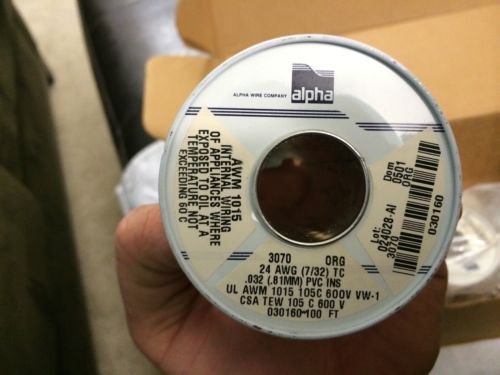 ALPHA WIRE COMPANY
alpha
AWM 1015
INTERNAL WIRING
OF APPLIANCES WHERE
EXPOSED TO OIL AT A
TEMPERATURE NOT
EXCEEDING 60 C
3070 ORG
24 AWG (7/32) TC
.032 (.81MM) PVC INS
UL AWM 1015 105C 600V VW-1
CSA TEW 105 C 600 V
030160-100 FT
Lot: Dom
024028-AI 0501
3070 ORG
030160